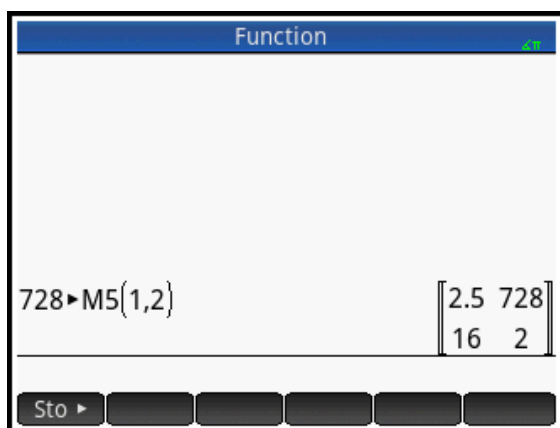 Function
∡π
728▶M5(1,2)
[2.5 728]
[16 2]
Sto ▶